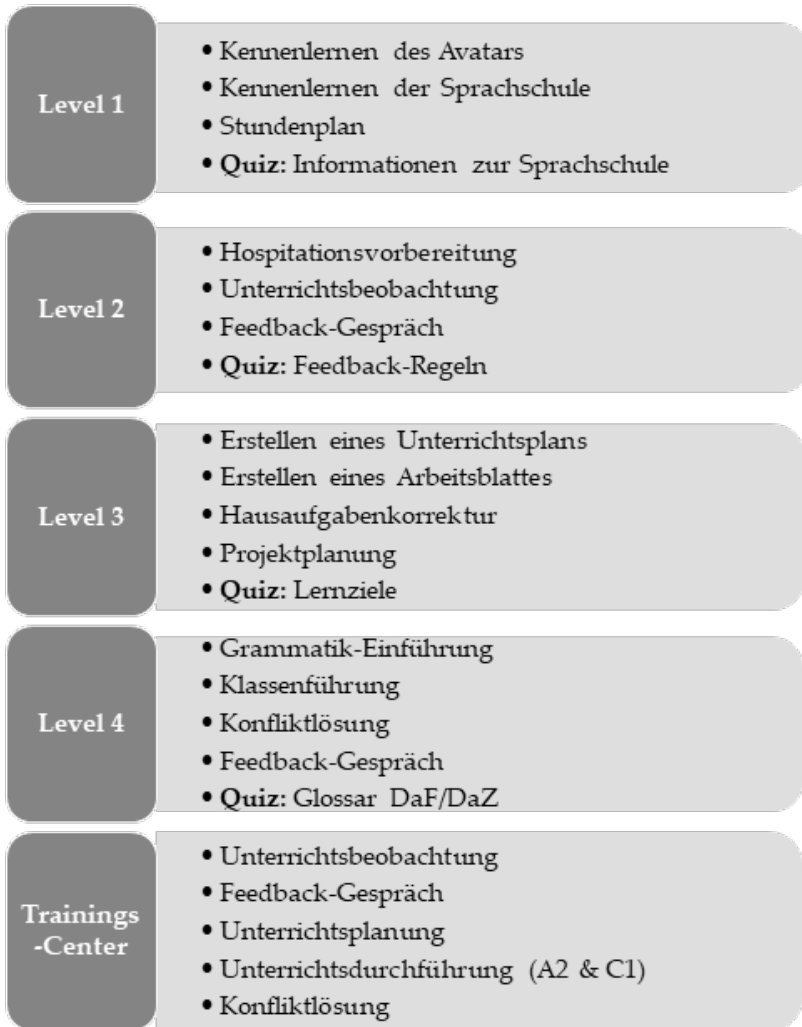 Level 1
• Kennenlernen des Avatars
• Kennenlernen der Sprachschule
• Stundenplan
• Quiz: Informationen zur Sprachschule
Level 2
• Hospitationsvorbereitung
• Unterrichtsbeobachtung
• Feedback-Gespräch
• Quiz: Feedback-Regeln
Level 3
• Erstellen eines Unterrichtsplans
• Erstellen eines Arbeitsblattes
• Hausaufgabenkorrektur
• Projektplanung
• Quiz: Lernziele
Level 4
• Grammatik-Einführung
• Klassenführung
• Konfliktlösung
• Feedback-Gespräch
• Quiz: Glossar DaF/DaZ
Trainings
-Center
• Unterrichtsbeobachtung
• Feedback-Gespräch
• Unterrichtsplanung
• Unterrichtsdurchführung (A2 & C1)
• Konfliktlösung